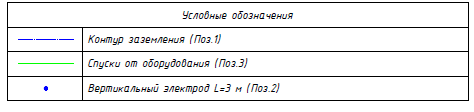 Условные обозначения
Контур заземления (Поз.1)
Спуски от оборудования (Поз.3)
Вертикальный электрод L=3 м (Поз.2)